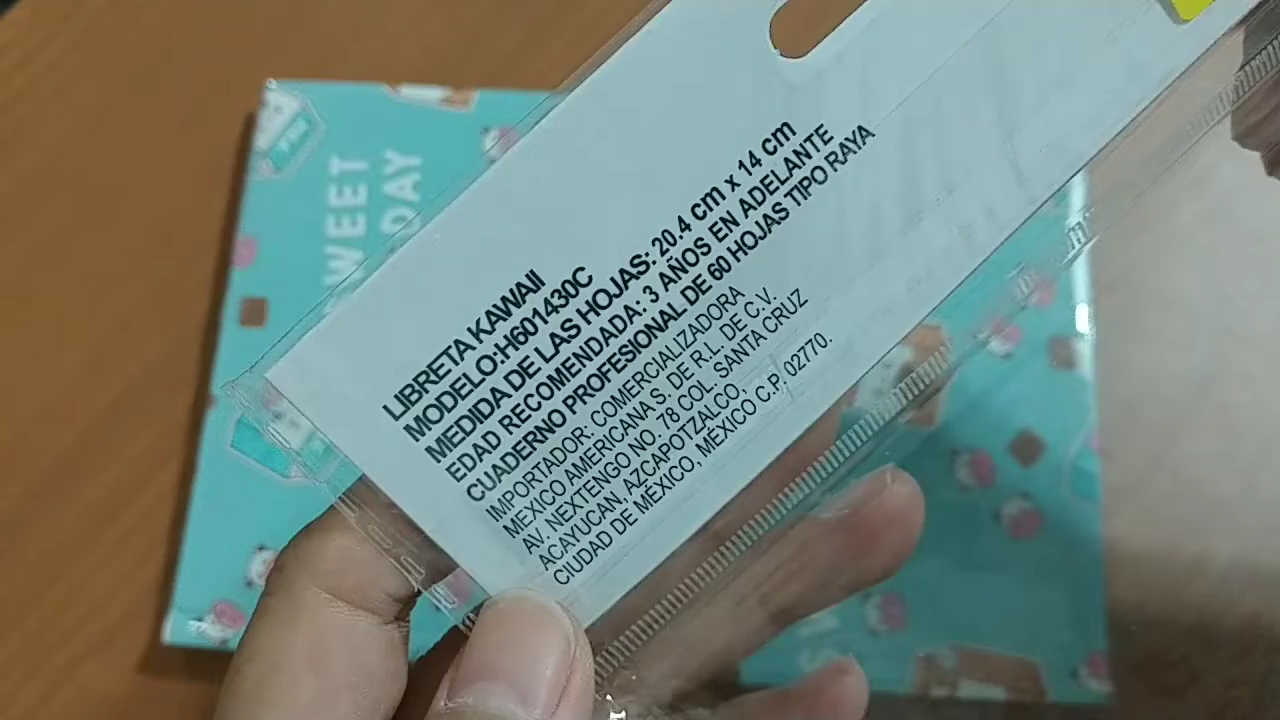 LIBRETA KAWAII
MODELO:H601430C
MEDIDA DE LAS HOJAS: 20.4 cm x 14 cm
EDAD RECOMENDADA: 3 AÑOS EN ADELANTE
CUADERNO PROFESIONAL DE 60 HOJAS TIPO RAYA
IMPORTADOR: COMERCIALIZADORA
MEXICO AMERICANA S. DE R.L. DE C.V.
AV. NEXTENGO NO. 78 COL. SANTA CRUZ
ACAYUCAN, AZCAPOTZALCO,
CIUDAD DE MÉXICO, MÉXICO C.P. 02770.
SWEET
DAY